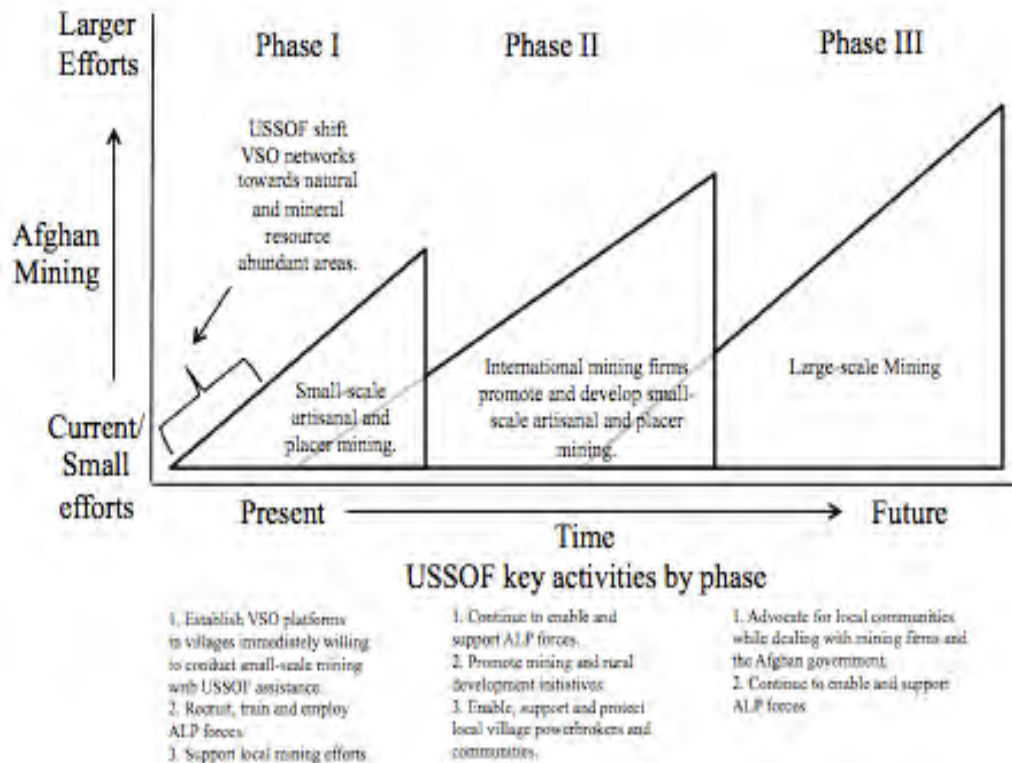 Larger
Efforts
Phase I
Phase II
Phase III
USSOF shift
VSO networks
towards natural
and mineral
resource
abundant areas.
Afghan
Mining
Small-scale
artisanal and
placer mining.
International mining firms
promote and develop small-
scale artisanal and placer
mining.
Large-scale Mining
Current/
Small
efforts
Present
Future
Time
USSOF key activities by phase
1. Establish VSO platforms
in villages immediately willing
to conduct small-scale mining
with USSOF assistance.
2. Recruit, train and employ
ALP forces
3. Support local mining efforts
1. Continue to enable and
support ALP forces.
2. Promote mining and rural
development initiatives
3. Enable, support and protect
local village powerbrokers and
communities.
1. Advocate for local communities
while dealing with mining firms and
the Afghan government.
2. Continue to enable and support
ALP forces